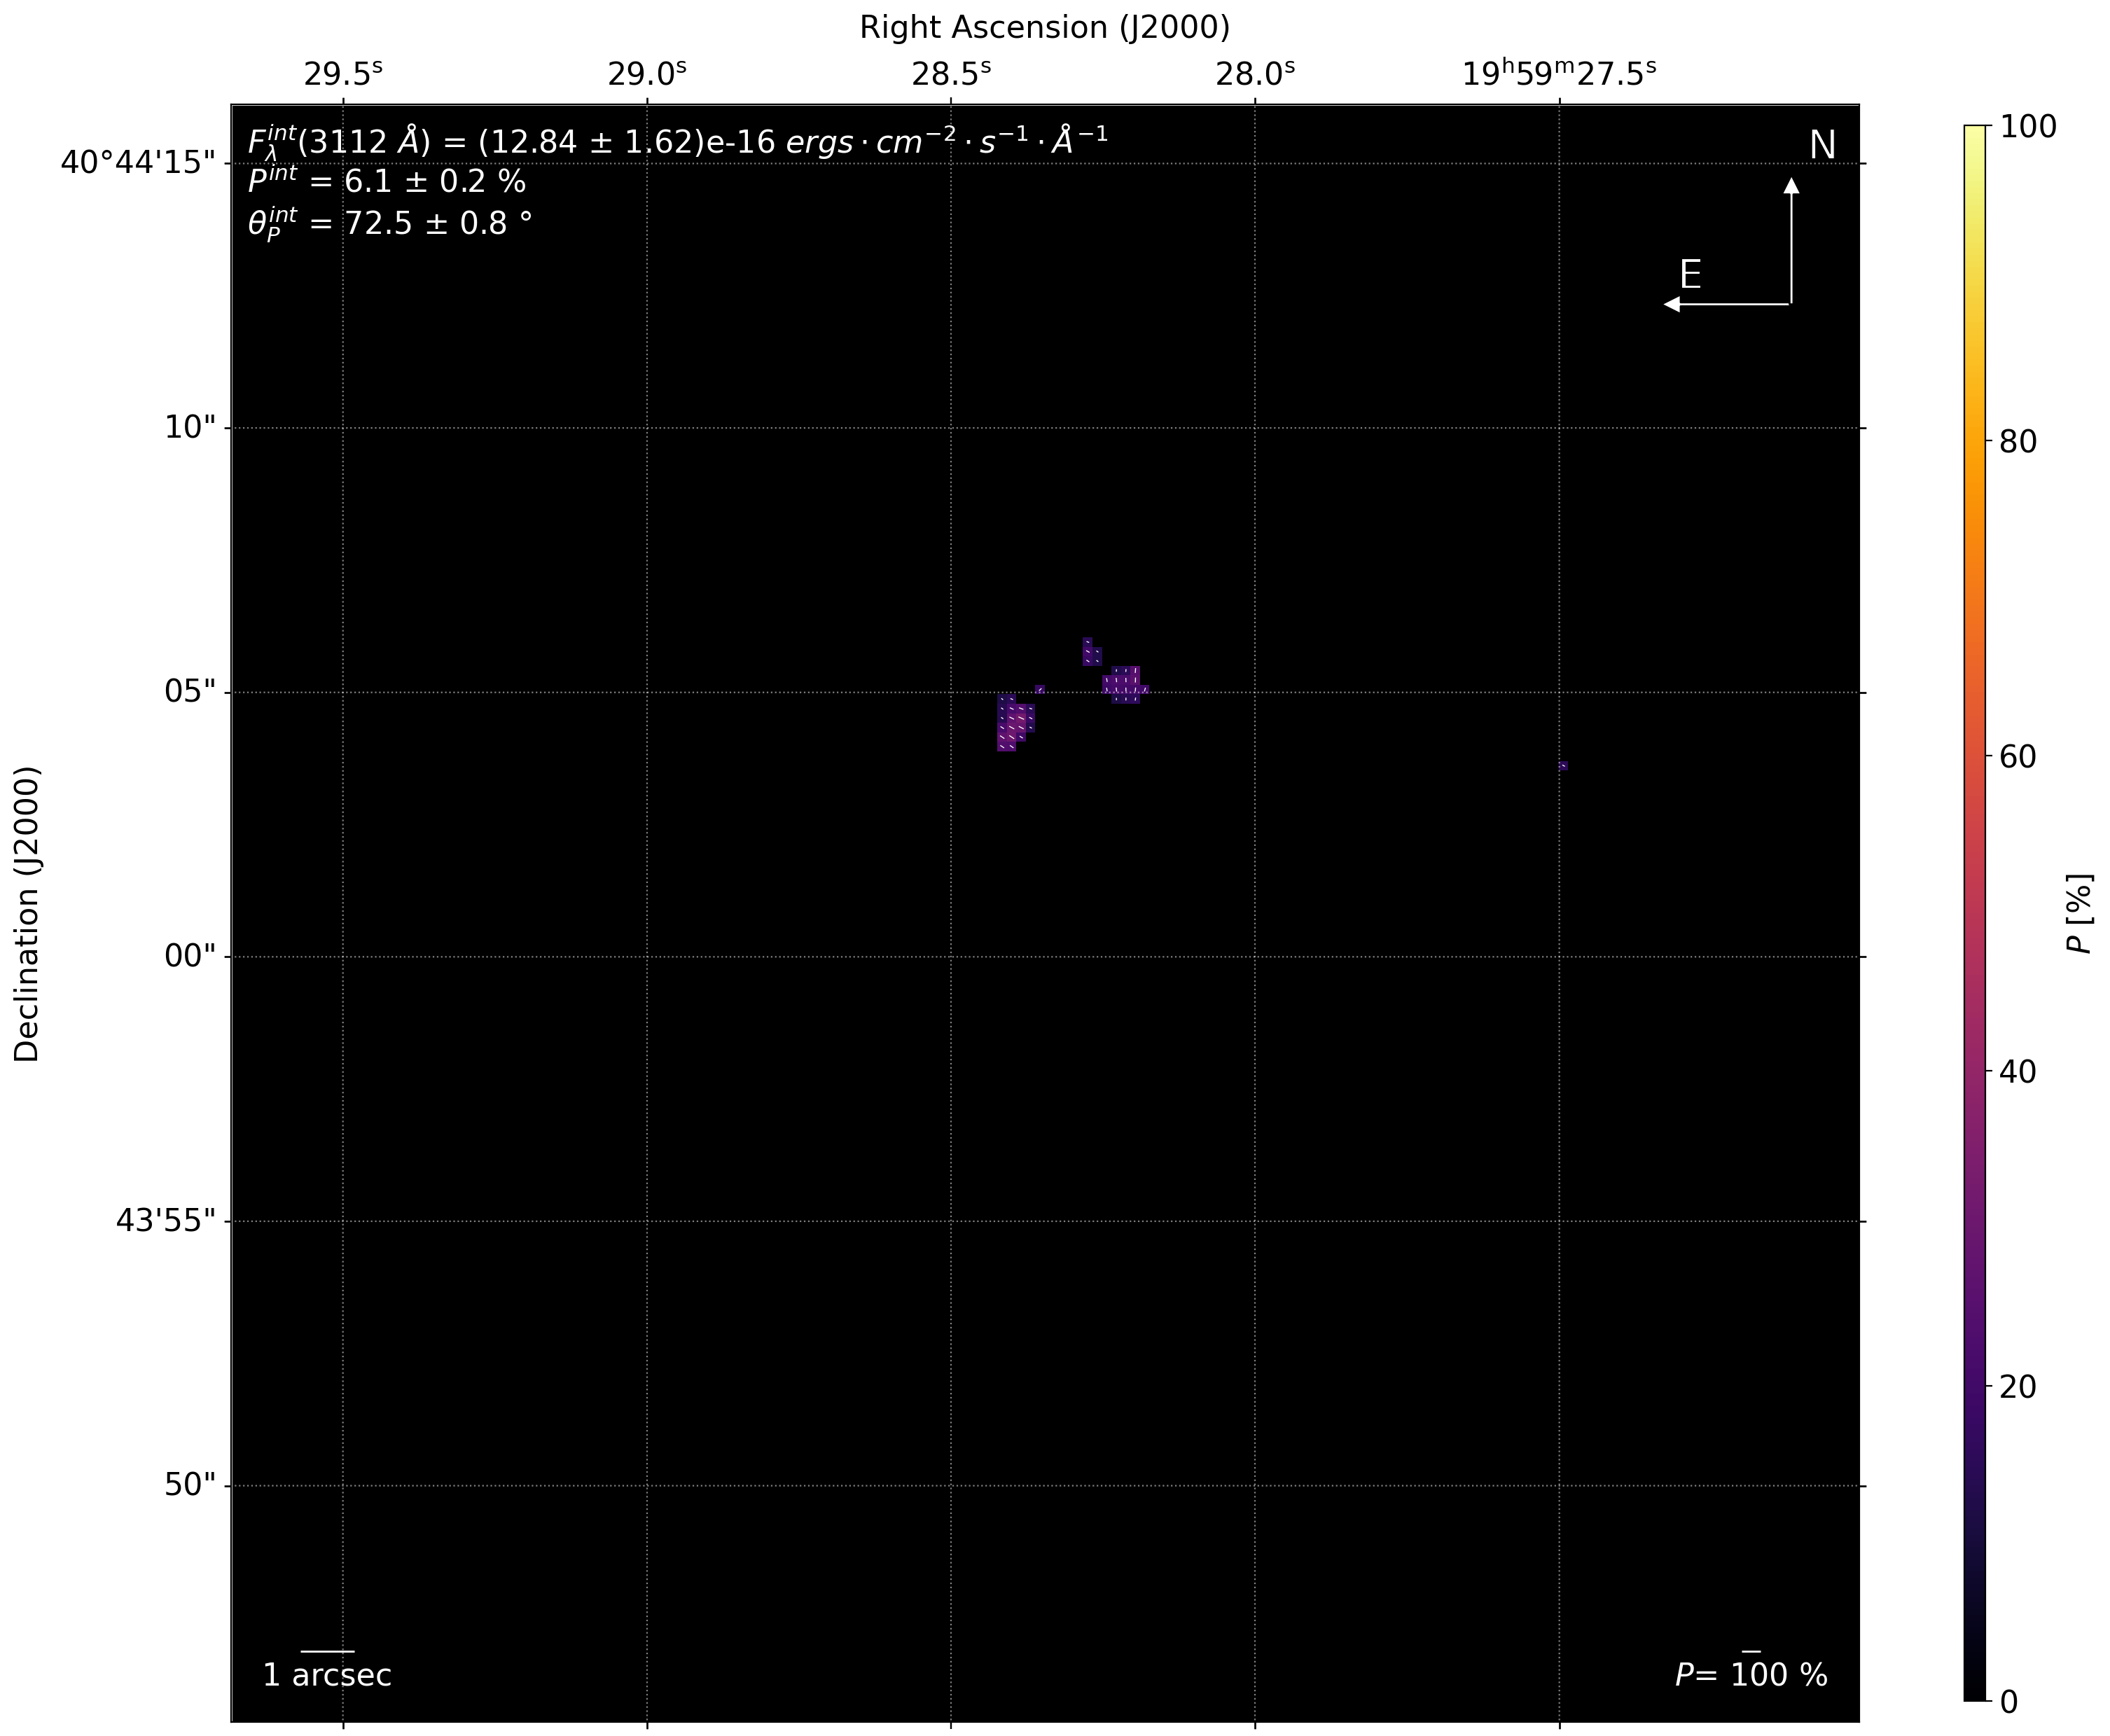 Right Ascension (J2000)
29.5ˢ 29.0ˢ 28.5ˢ 28.0ˢ 19ʰ59ᵐ27.5ˢ
F_λ^int(3112 Å) = (12.84 ± 1.62)e-16 ergs · cm⁻² · s⁻¹ · Å⁻¹
P^int = 6.1 ± 0.2 %
θ_P^int = 72.5 ± 0.8 °
N
E
40°44'15"
10"
05"
00"
43'55"
50"
Declination (J2000)
1 arcsec
P= 100 %
100
80
60
40
20
0
P [%]